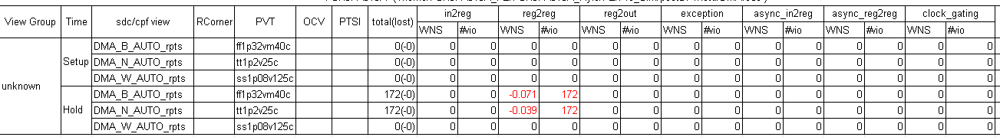 View Group Time sdc/cpf view RCorner PVT OCV PTSI total(lost) in2reg reg2reg reg2out exception async_in2reg async_reg2reg clock_gating
WNS #vio WNS #vio WNS #vio WNS #vio WNS #vio WNS #vio WNS #vio
unknown Setup DMA_B_AUTO_rpts ff1p32vm40c 0(-0) 0 0 0 0 0 0 0 0 0 0 0 0 0 0
DMA_N_AUTO_rpts tt1p2v25c 0(-0) 0 0 0 0 0 0 0 0 0 0 0 0 0 0
DMA_W_AUTO_rpts ss1p08v125c 0(-0) 0 0 0 0 0 0 0 0 0 0 0 0 0 0
Hold DMA_B_AUTO_rpts ff1p32vm40c 172(-0) 0 0 -0.071 172 0 0 0 0 0 0 0 0 0 0
DMA_N_AUTO_rpts tt1p2v25c 172(-0) 0 0 -0.039 172 0 0 0 0 0 0 0 0 0 0
DMA_W_AUTO_rpts ss1p08v125c 0(-0) 0 0 0 0 0 0 0 0 0 0 0 0 0 0